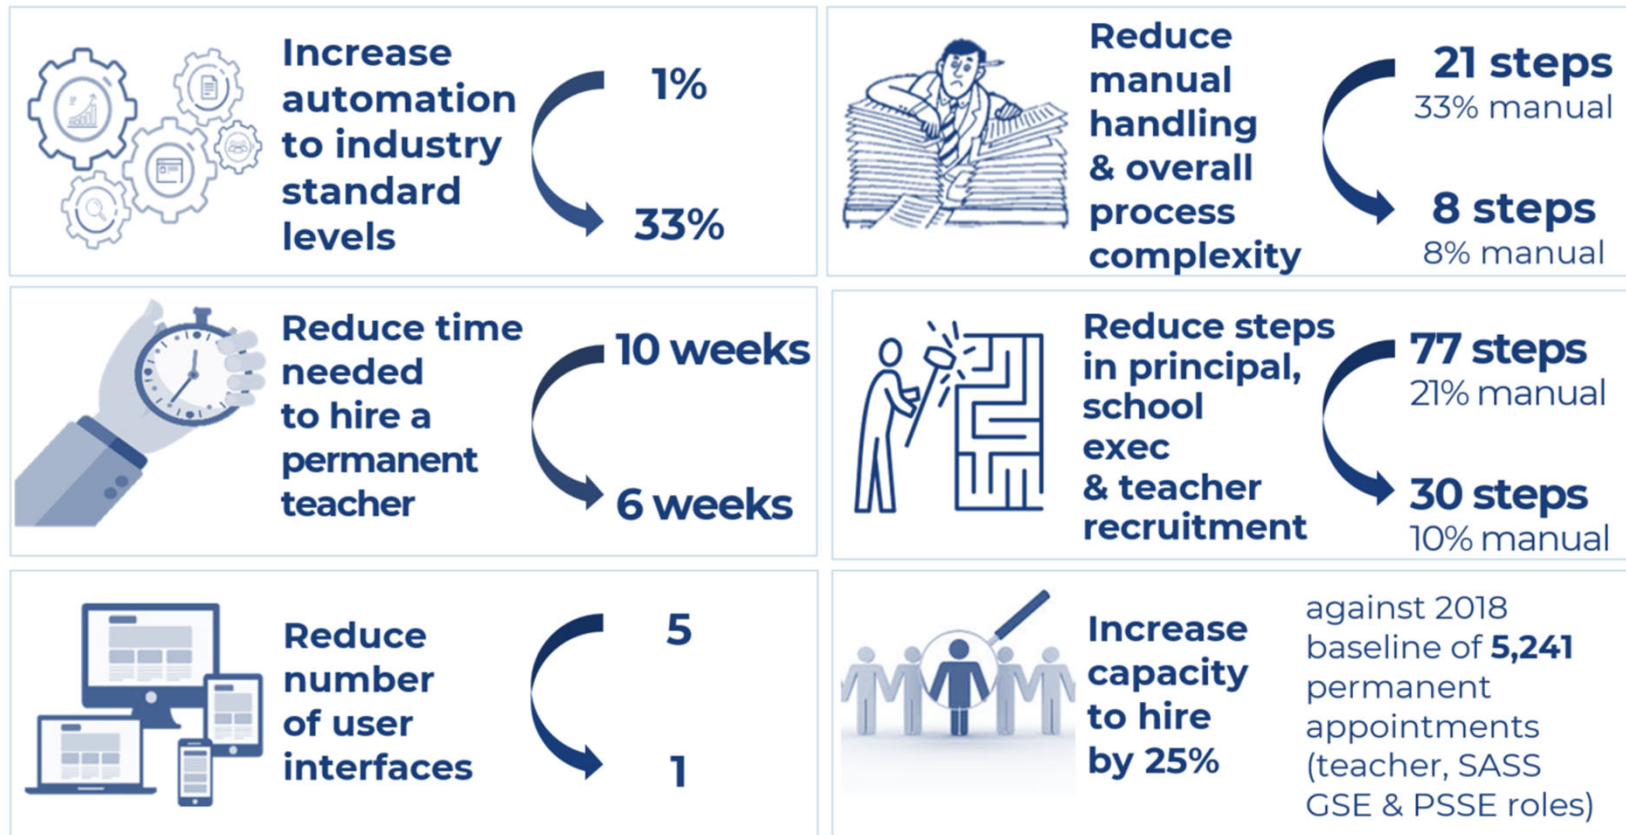 Increase
automation
to industry
standard
levels
1%
33%
Reduce
manual
handling
& overall
process
complexity
21 steps
33% manual
8 steps
8% manual
Reduce time
needed
to hire a
permanent
teacher
10 weeks
6 weeks
Reduce steps
in principal,
school
exec
& teacher
recruitment
77 steps
21% manual
30 steps
10% manual
Reduce
number
of user
interfaces
5
1
Increase
capacity
to hire
by 25%
against 2018
baseline of 5,241
permanent
appointments
(teacher, SASS
GSE & PSSE roles)